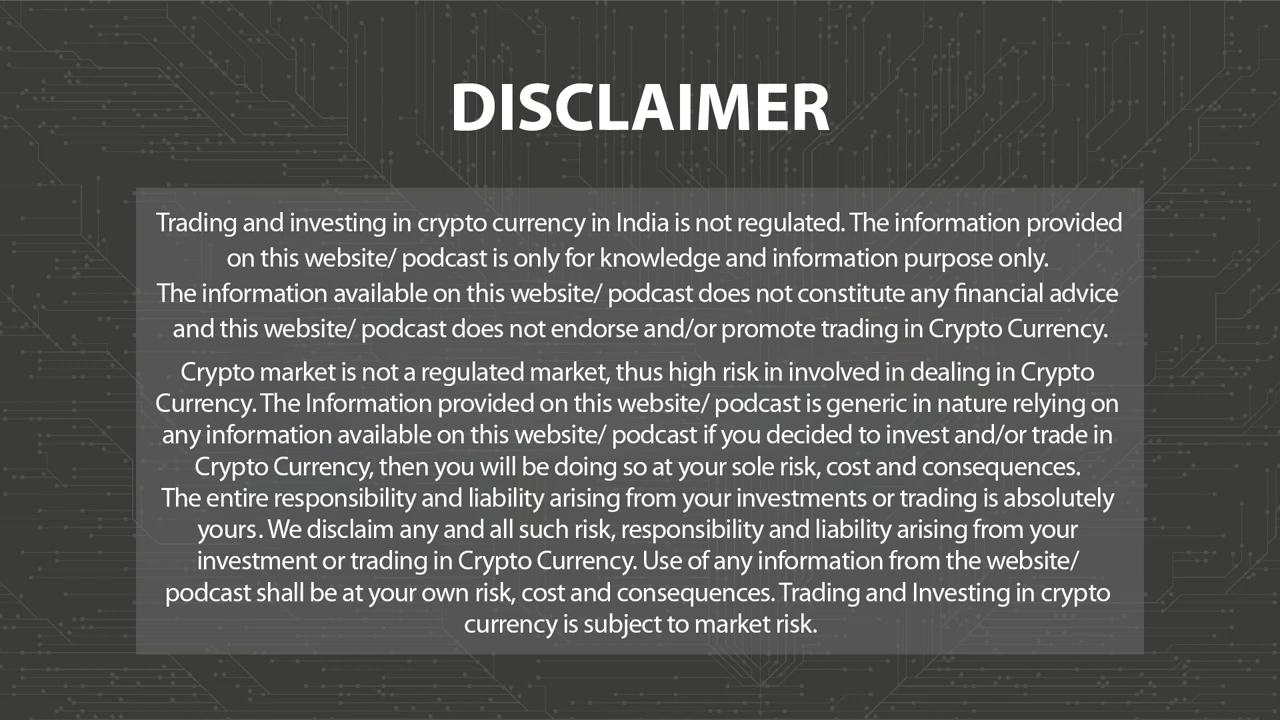 DISCLAIMER
Trading and investing in crypto currency in India is not regulated. The information provided
on this website/ podcast is only for knowledge and information purpose only.
The information available on this website/ podcast does not constitute any financial advice
and this website/ podcast does not endorse and/or promote trading in Crypto Currency.
Crypto market is not a regulated market, thus high risk in involved in dealing in Crypto
Currency. The Information provided on this website/ podcast is generic in nature relying on
any information available on this website/ podcast if you decided to invest and/or trade in
Crypto Currency, then you will be doing so at your sole risk, cost and consequences.
The entire responsibility and liability arising from your investments or trading is absolutely
yours. We disclaim any and all such risk, responsibility and liability arising from your
investment or trading in Crypto Currency. Use of any information from the website/
podcast shall be at your own risk, cost and consequences. Trading and Investing in crypto
currency is subject to market risk.